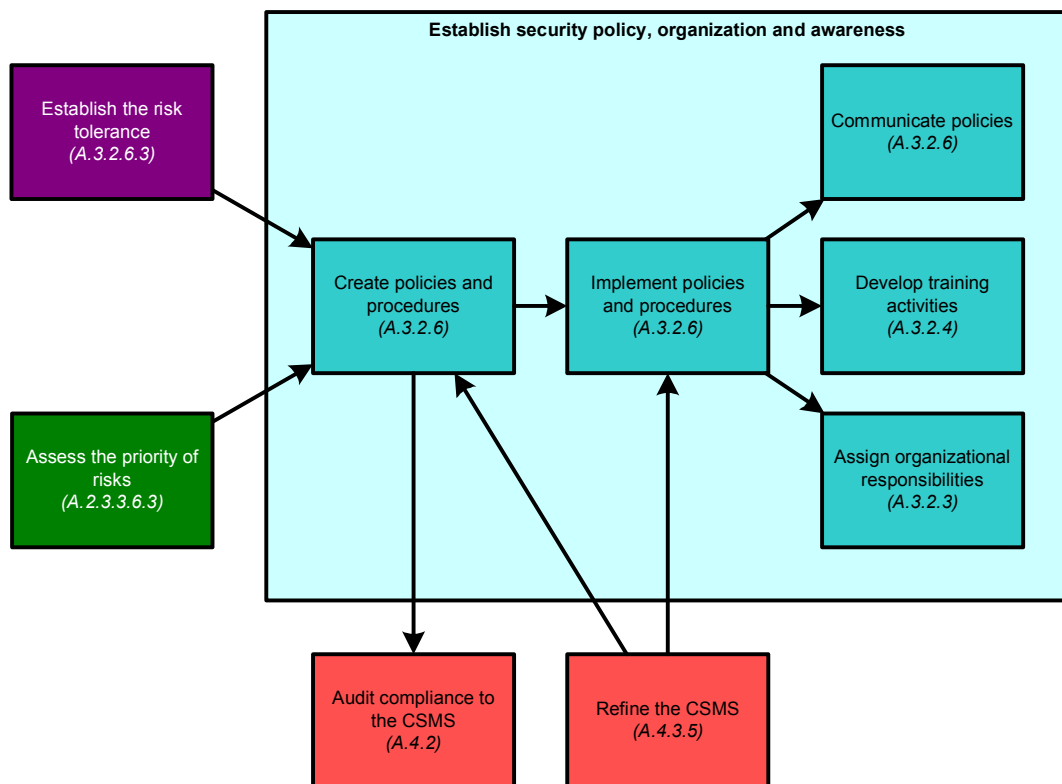 Establish security policy, organization and awareness
Establish the risk
tolerance
(A.3.2.6.3)
Communicate policies
(A.3.2.6)
Create policies and
procedures
(A.3.2.6)
Implement policies
and procedures
(A.3.2.6)
Develop training
activities
(A.3.2.4)
Assess the priority of
risks
(A.2.3.3.6.3)
Assign organizational
responsibilities
(A.3.2.3)
Audit compliance to
the CSMS
(A.4.2)
Refine the CSMS
(A.4.3.5)